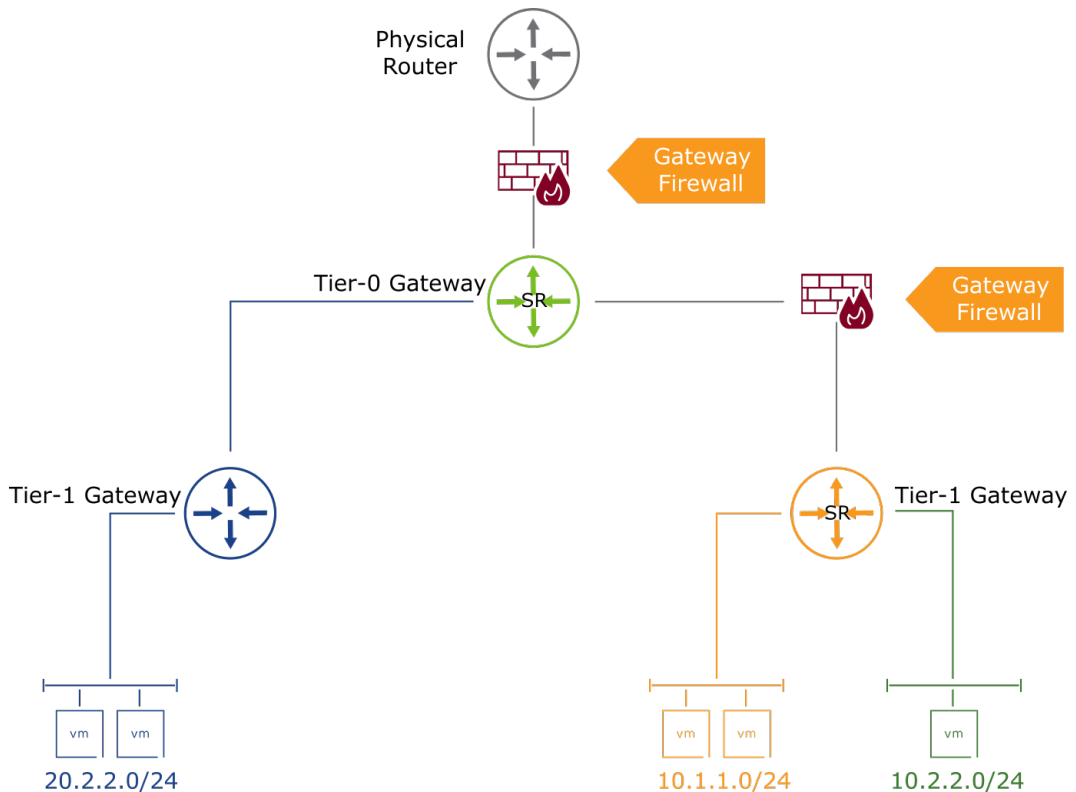 Physical
Router
Gateway
Firewall
Tier-0 Gateway
SR
Gateway
Firewall
Tier-1 Gateway
SR
Tier-1 Gateway
vm
vm
vm
vm
vm
20.2.2.0/24
10.1.1.0/24
10.2.2.0/24